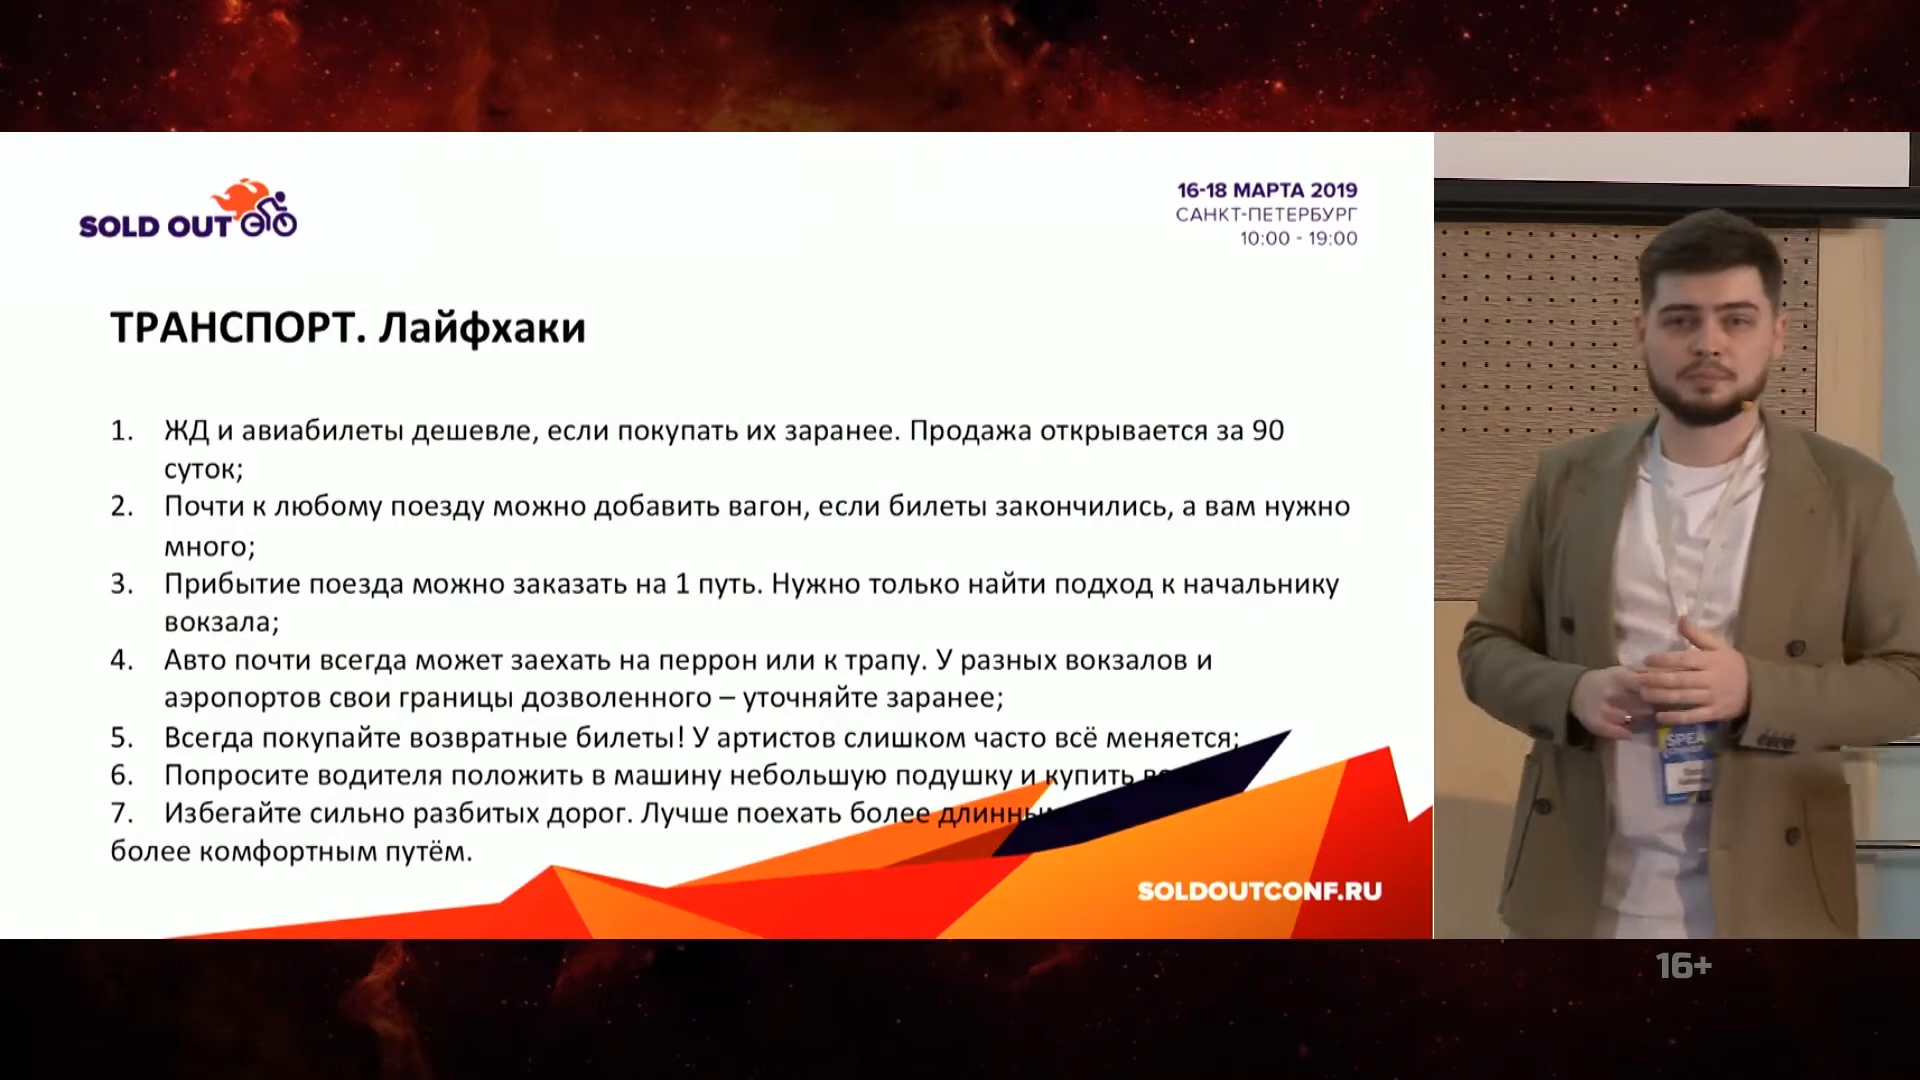 SOLD OUT
16-18 МАРТА 2019
САНКТ-ПЕТЕРБУРГ
10:00 - 19:00
ТРАНСПОРТ. Лайфхаки
1. ЖД и авиабилеты дешевле, если покупать их заранее. Продажа открывается за 90
суток;
2. Почти к любому поезду можно добавить вагон, если билеты закончились, а вам нужно
много;
3. Прибытие поезда можно заказать на 1 путь. Нужно только найти подход к начальнику
вокзала;
4. Авто почти всегда может заехать на перрон или к трапу. У разных вокзалов и
аэропортов свои границы дозволенного – уточняйте заранее;
5. Всегда покупайте возвратные билеты! У артистов слишком часто всё меняется;
6. Попросите водителя положить в машину небольшую подушку и купить
7. Избегайте сильно разбитых дорог. Лучше поехать более
более комфортным путём.
SOLDOUTCONF.RU
SPEA
16+